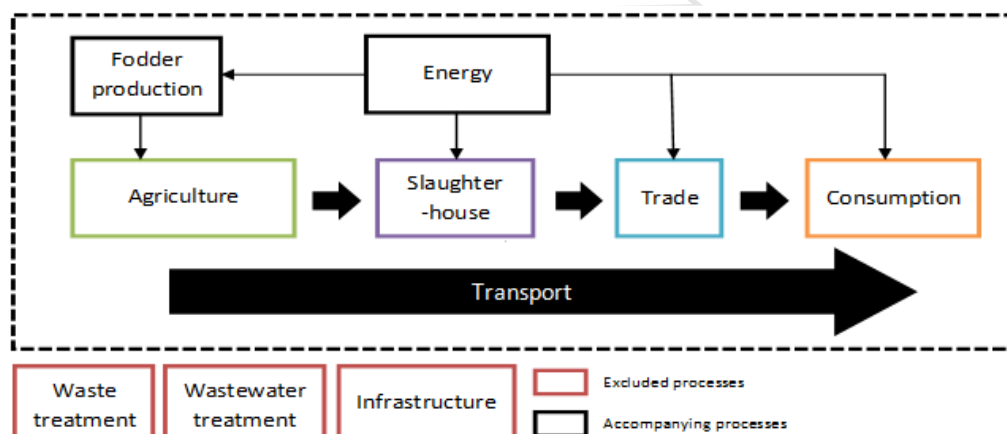 Fodder
production
Energy
Agriculture
Slaughter
-house
Trade
Consumption
Transport
Waste
treatment
Wastewater
treatment
Infrastructure
Excluded processes
Accompanying processes